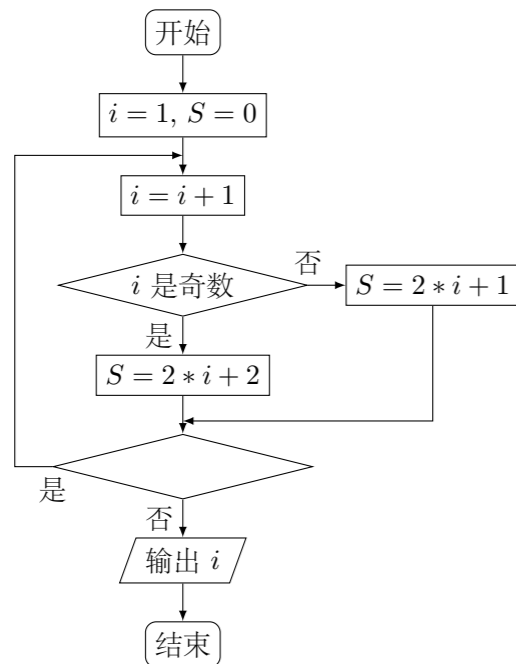 开始
i = 1, S = 0
i = i + 1
i 是奇数
否
S = 2 * i + 1
是
S = 2 * i + 2
是
否
输出 i
结束